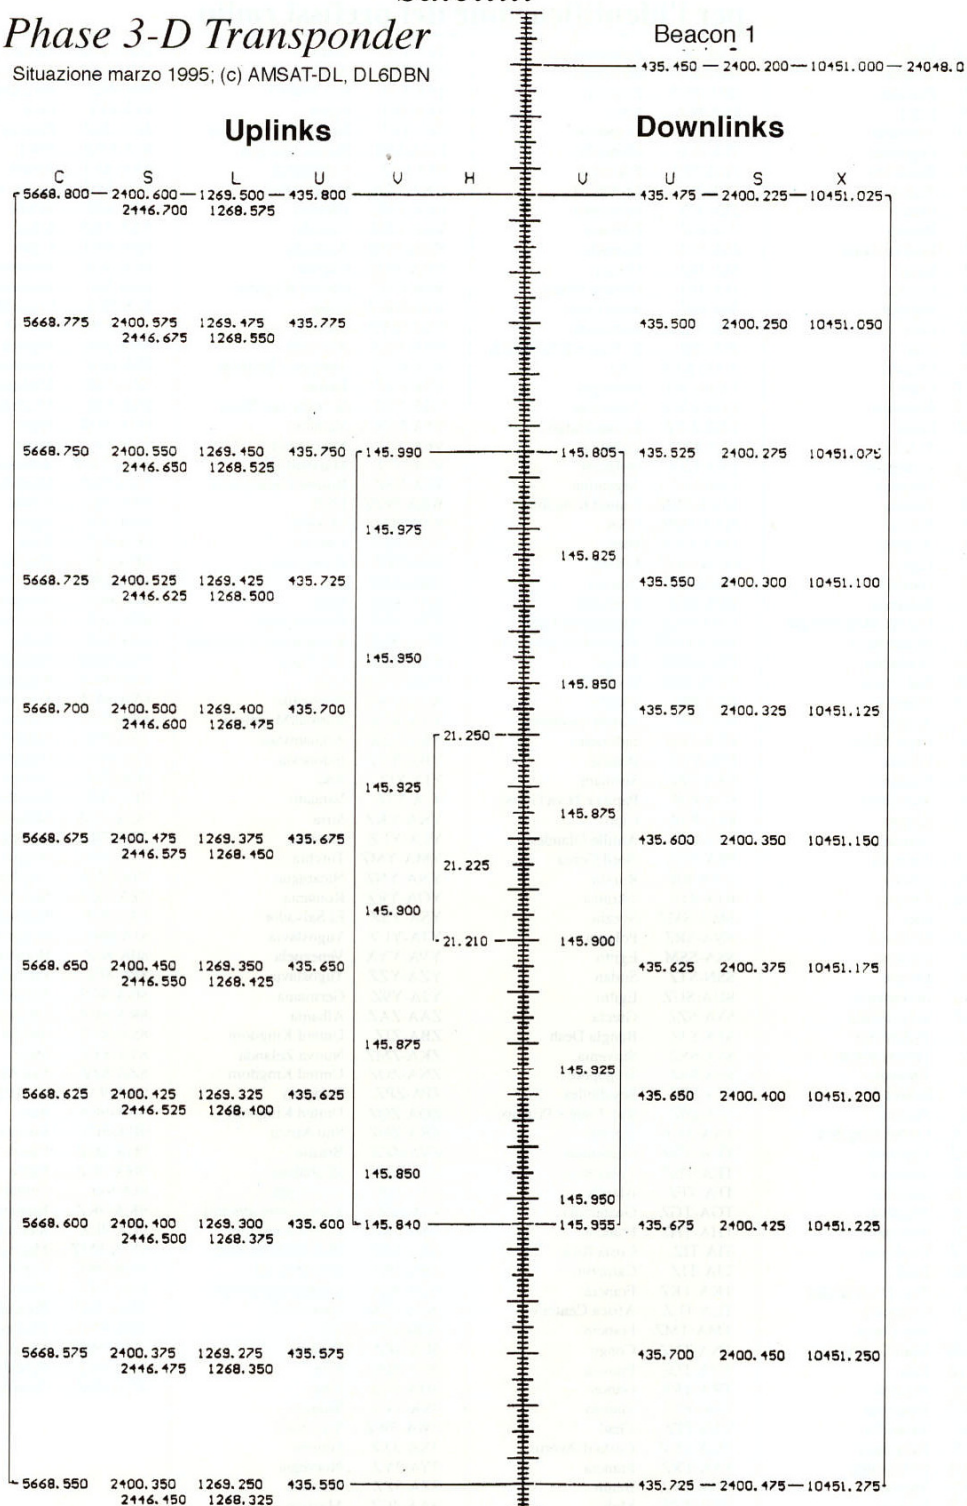 Phase 3-D Transponder
Situazione marzo 1995; (c) AMSAT-DL, DL6DBN
Beacon 1
435.450 — 2400.200 — 10451.000 — 24048.0
Uplinks Downlinks
C S L U V H V U S X
5668.800 — 2400.600 — 1269.500 — 435.800 435.475 — 2400.225 — 10451.025
2446.700 1268.575
5668.775 2400.575 1269.475 435.775 435.500 2400.250 10451.050
2446.675 1268.550
5668.750 2400.550 1269.450 435.750 145.990 145.805 435.525 2400.275 10451.075
2446.650 1268.525
145.975
145.825
5668.725 2400.525 1269.425 435.725 435.550 2400.300 10451.100
2446.625 1268.500
145.950
145.850
5668.700 2400.500 1269.400 435.700 435.575 2400.325 10451.125
2446.600 1268.475
21.250
145.925
145.875
5668.675 2400.475 1269.375 435.675 435.600 2400.350 10451.150
2446.575 1268.450
21.225
145.900
21.210 145.900
5668.650 2400.450 1269.350 435.650 435.625 2400.375 10451.175
2446.550 1268.425
145.875
145.925
5668.625 2400.425 1269.325 435.625 435.650 2400.400 10451.200
2446.525 1268.400
145.850
145.950
5668.600 2400.400 1269.300 435.600 145.840 145.955 435.675 2400.425 10451.225
2446.500 1268.375
5668.575 2400.375 1269.275 435.575 435.700 2400.450 10451.250
2446.475 1268.350
5668.550 2400.350 1269.250 435.550 435.725 — 2400.475 — 10451.275
2446.450 1268.325